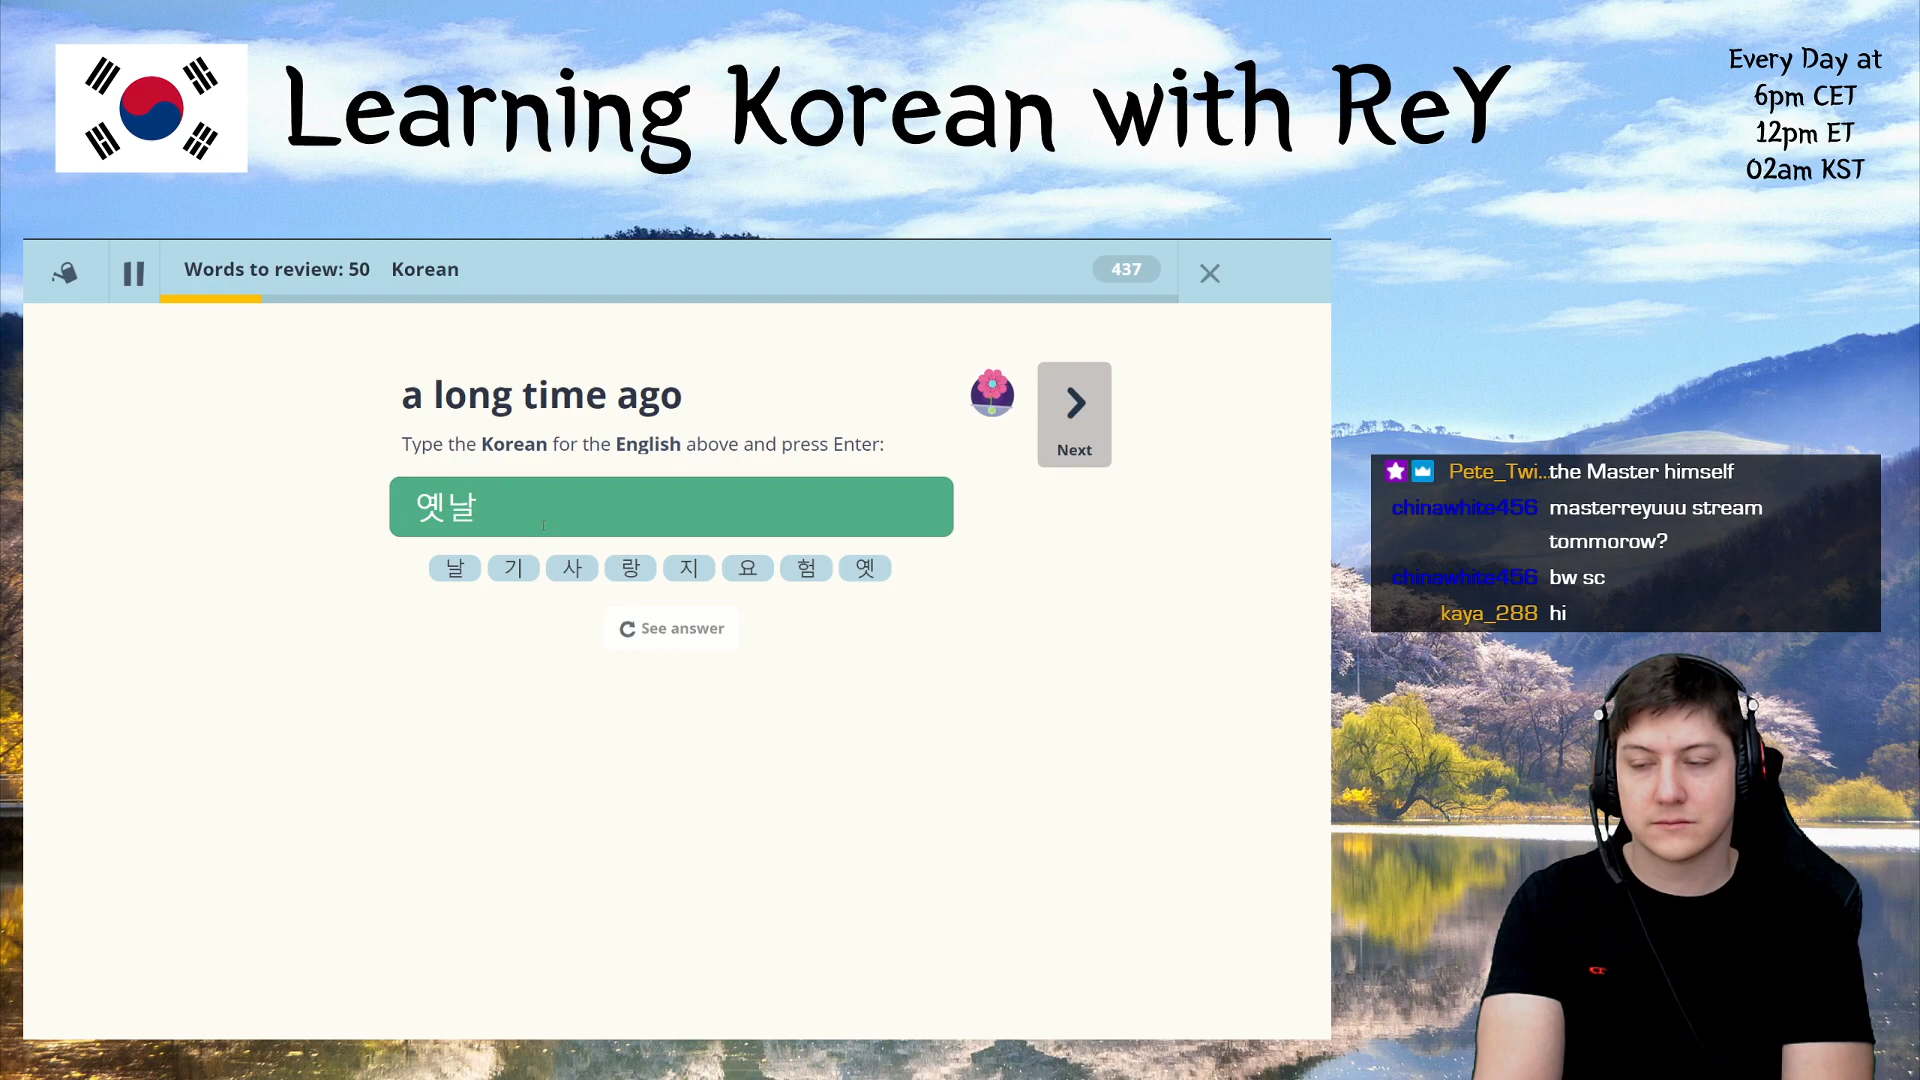 Learning Korean with ReY
Every Day at
6pm CET
12pm ET
02am KST
Words to review: 50 Korean
437
a long time ago
Type the Korean for the English above and press Enter:
Next
옛날
날 기 사 랑 지 요 험 옛
See answer
Pete_Twi... the Master himself
chinawhite456 masterreyuuu stream
tommorow?
chinawhite456 bw sc
kaya_288 hi